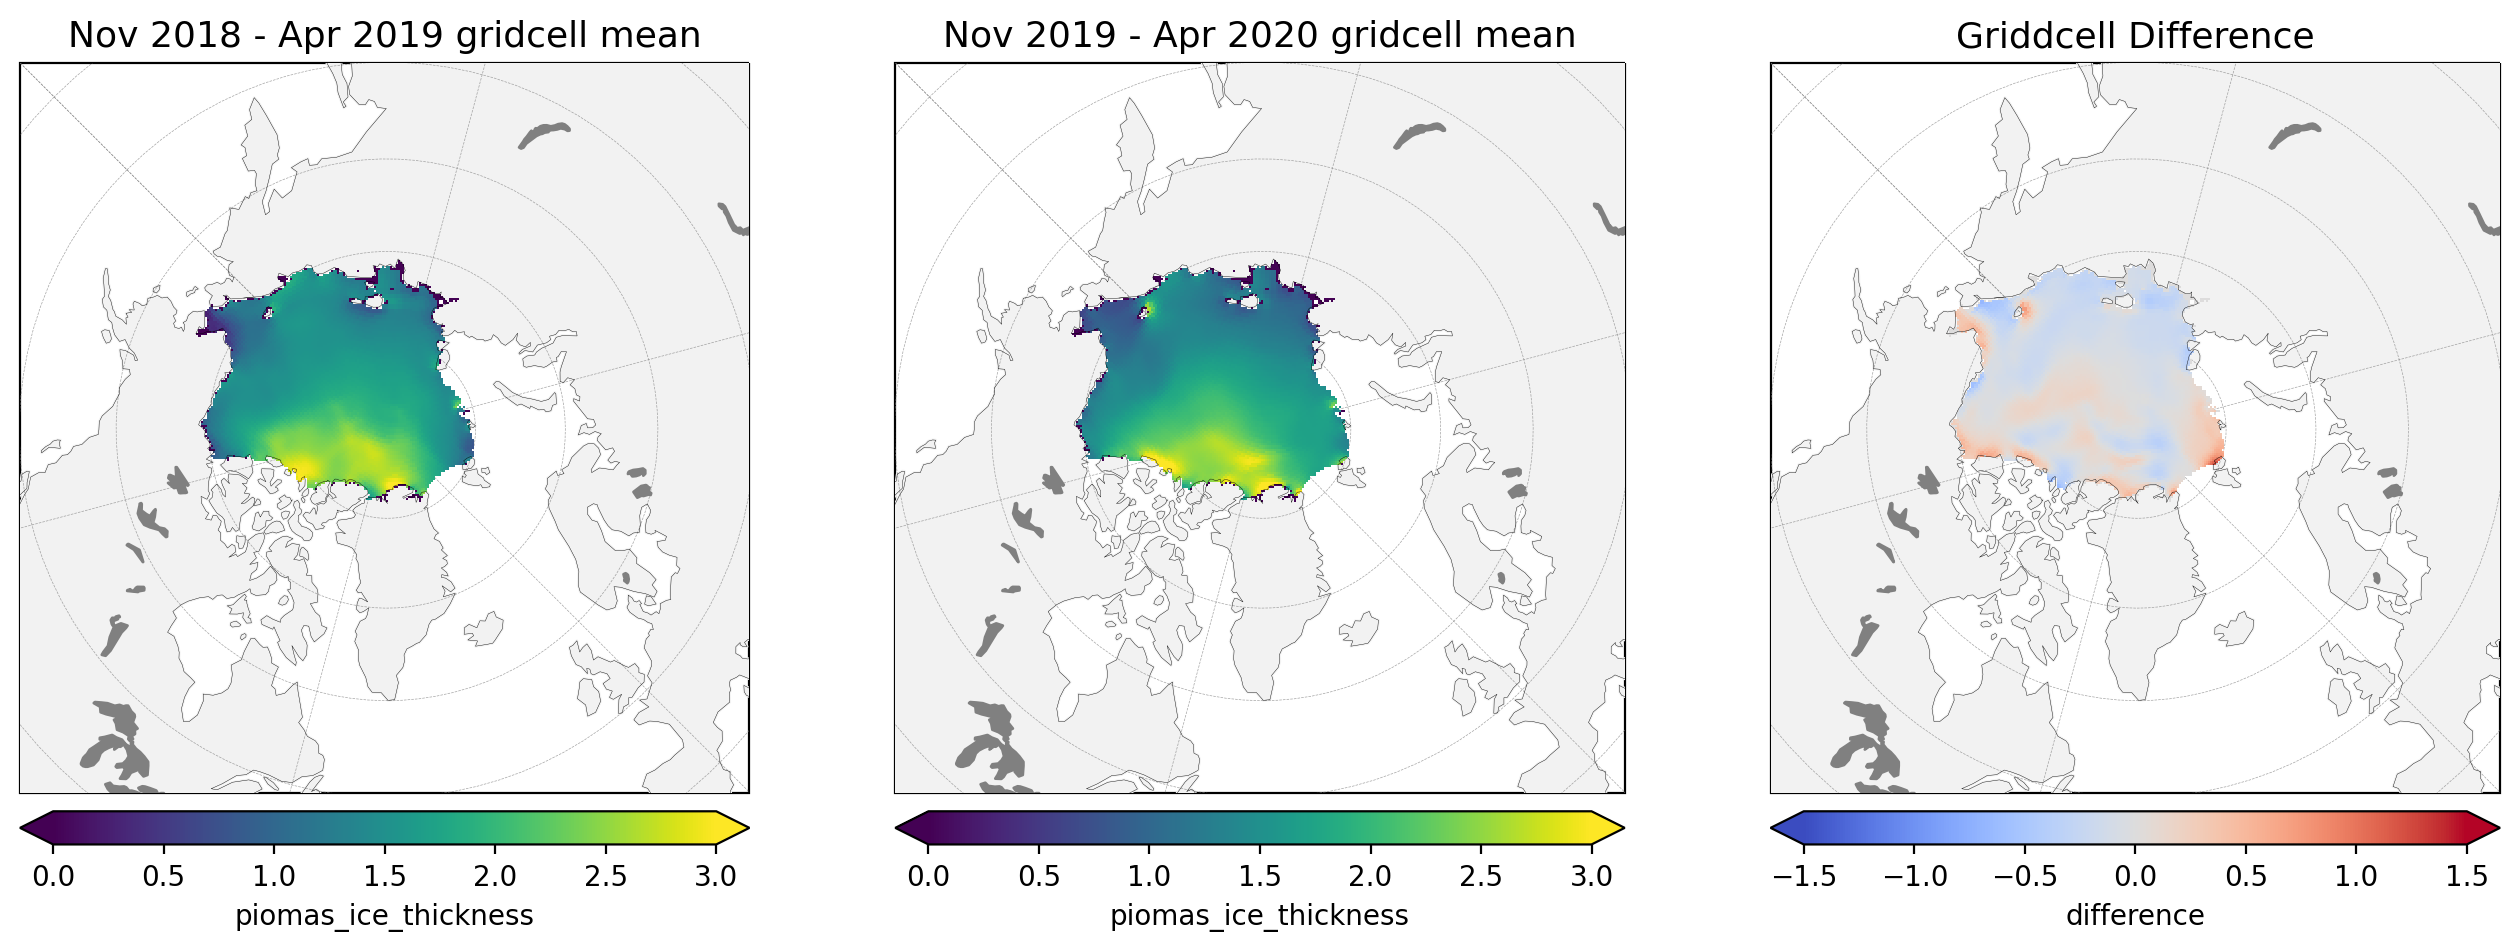 Nov 2018 - Apr 2019 gridcell mean
Nov 2019 - Apr 2020 gridcell mean
Griddcell Difference
0.0 0.5 1.0 1.5 2.0 2.5 3.0
piomas_ice_thickness
0.0 0.5 1.0 1.5 2.0 2.5 3.0
piomas_ice_thickness
−1.5 −1.0 −0.5 0.0 0.5 1.0 1.5
difference